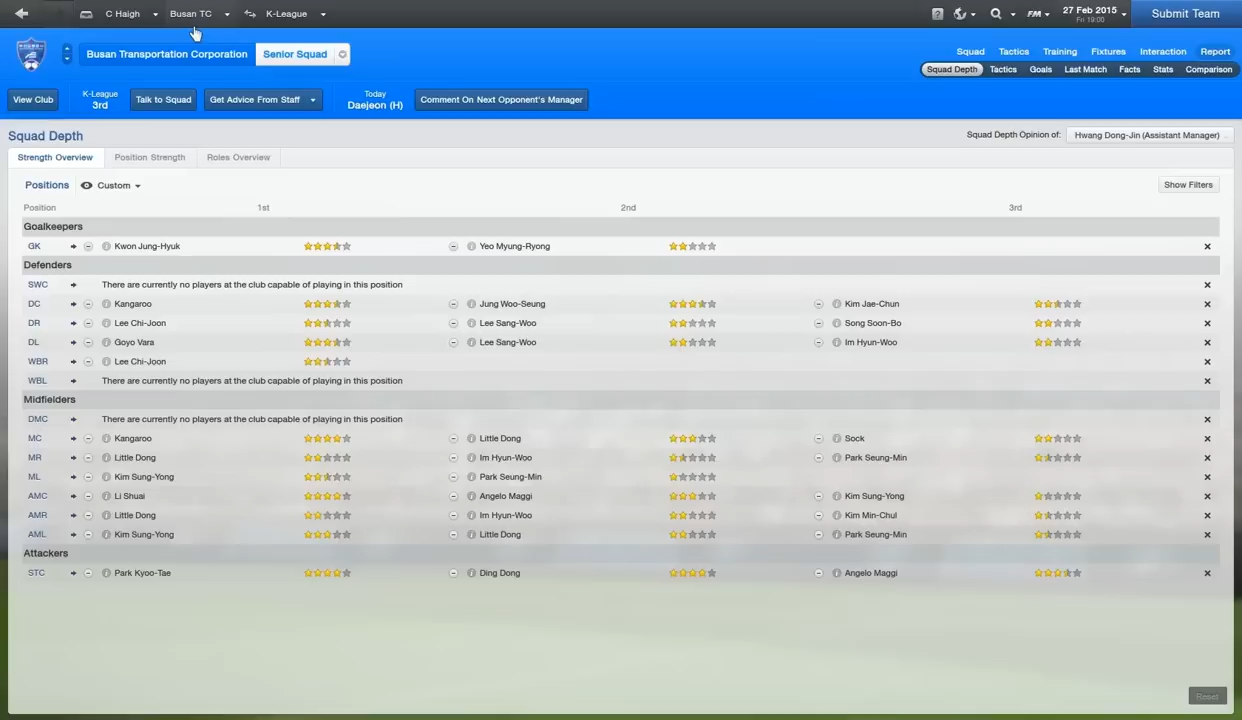 C Haigh Busan TC K-League ? FM 27 Feb 2015 Fri 19:00 Submit Team
Busan Transportation Corporation Senior Squad Squad Tactics Training Fixtures Interaction Report
Squad Depth Tactics Goals Last Match Facts Stats Comparison
View Club K-League 3rd Talk to Squad Get Advice From Staff Today Daejeon (H) Comment On Next Opponent's Manager
Squad Depth Squad Depth Opinion of: Hwang Dong-Jin (Assistant Manager)
Strength Overview Position Strength Roles Overview
Positions Custom Show Filters
Position 1st 2nd 3rd
Goalkeepers
GK Kwon Jung-Hyuk Yeo Myung-Ryong
Defenders
SWC There are currently no players at the club capable of playing in this position
DC Kangaroo Jung Woo-Seung Kim Jae-Chun
DR Lee Chi-Joon Lee Sang-Woo Song Soon-Bo
DL Goyo Vara Lee Sang-Woo Im Hyun-Woo
WBR Lee Chi-Joon
WBL There are currently no players at the club capable of playing in this position
Midfielders
DMC There are currently no players at the club capable of playing in this position
MC Kangaroo Little Dong Sock
MR Little Dong Im Hyun-Woo Park Seung-Min
ML Kim Sung-Yong Park Seung-Min
AMC Li Shuai Angelo Maggi Kim Sung-Yong
AMR Little Dong Im Hyun-Woo Kim Min-Chul
AML Kim Sung-Yong Little Dong Park Seung-Min
Attackers
STC Park Kyoo-Tae Ding Dong Angelo Maggi
Reset